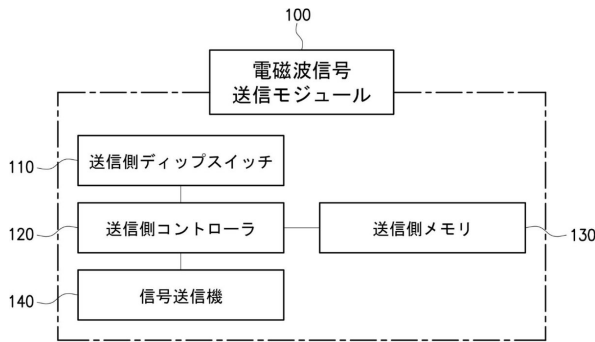 100
電磁波信号
送信モジュール
110
送信側ディップスイッチ
120
送信側コントローラ
送信側メモリ
130
140
信号送信機